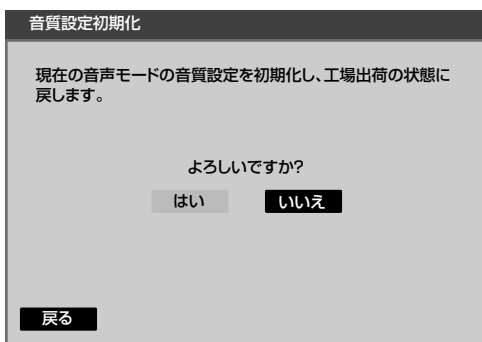 音質設定初期化
現在の音声モードの音質設定を初期化し、工場出荷の状態に
戻します。
よろしいですか?
はい いいえ
戻る